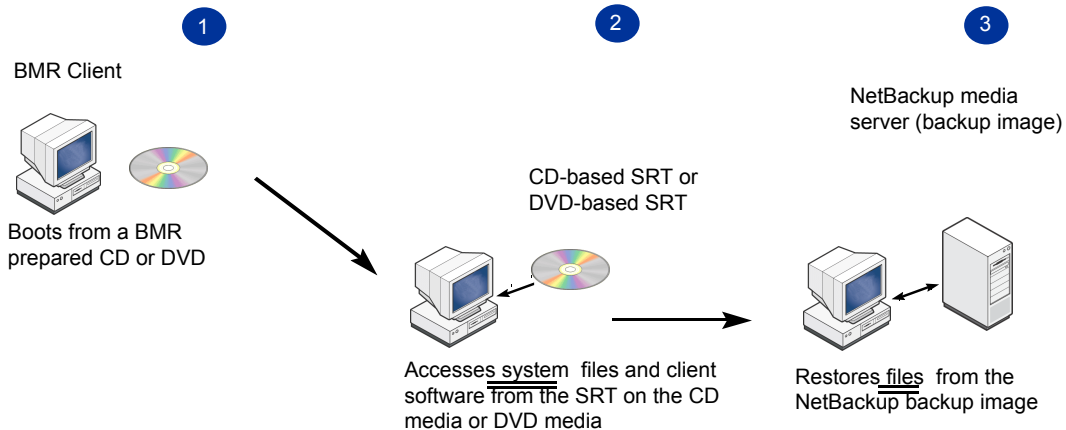 1
2
3
BMR Client
NetBackup media
server (backup image)
CD-based SRT or
DVD-based SRT
Boots from a BMR
prepared CD or DVD
Accesses system files and client
software from the SRT on the CD
media or DVD media
Restores files from the
NetBackup backup image